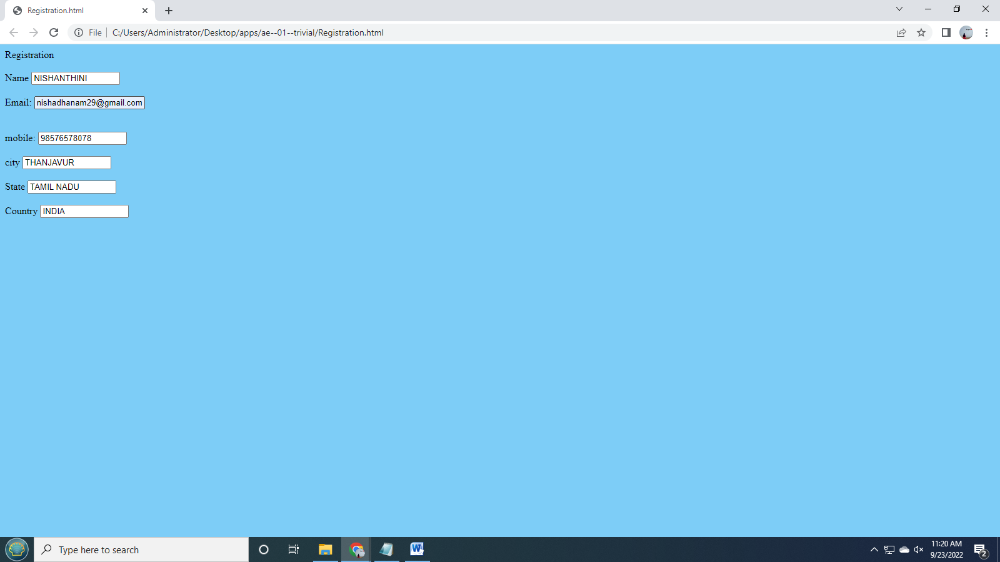 Registration.html
File C:/Users/Administrator/Desktop/apps/ae--01--trivial/Registration.html
Registration
Name NISHANTHINI
Email: nishadhanam29@gmail.com
mobile: 98576578078
city THANJAVUR
State TAMIL NADU
Country INDIA
Type here to search
11:20 AM
9/23/2022
2